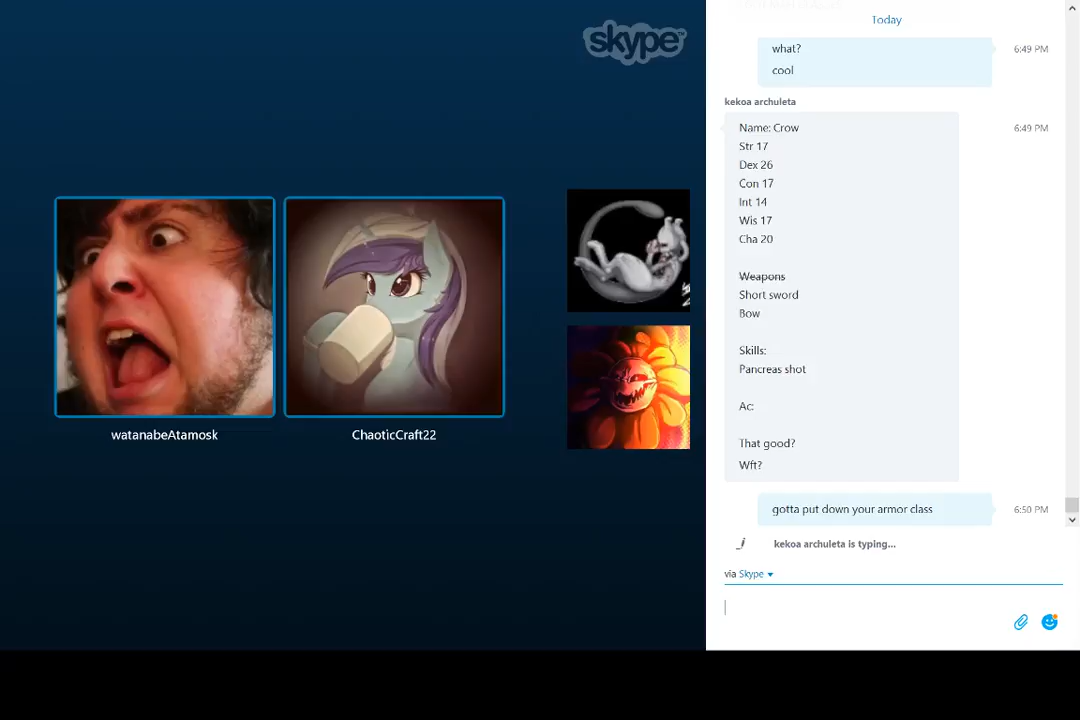 skype
Today
what?
6:49 PM
cool
kekoa archuleta
Name: Crow
6:49 PM
Str 17
Dex 26
Con 17
Int 14
Wis 17
Cha 20
Weapons
Short sword
Bow
Skills:
Pancreas shot
Ac:
That good?
Wft?
gotta put down your armor class
6:50 PM
kekoa archuleta is typing...
via Skype
watanabeAtamosk
ChaoticCraft22